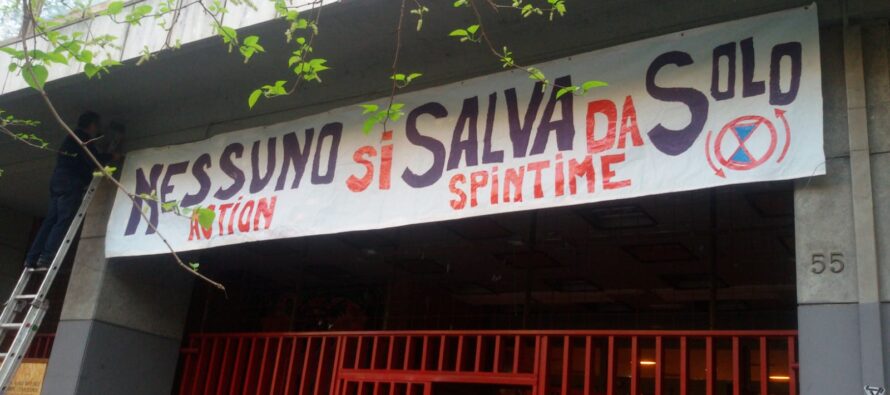 NESSUNO Si SALVA DA SOLO
ACTION SPiNTiME
55